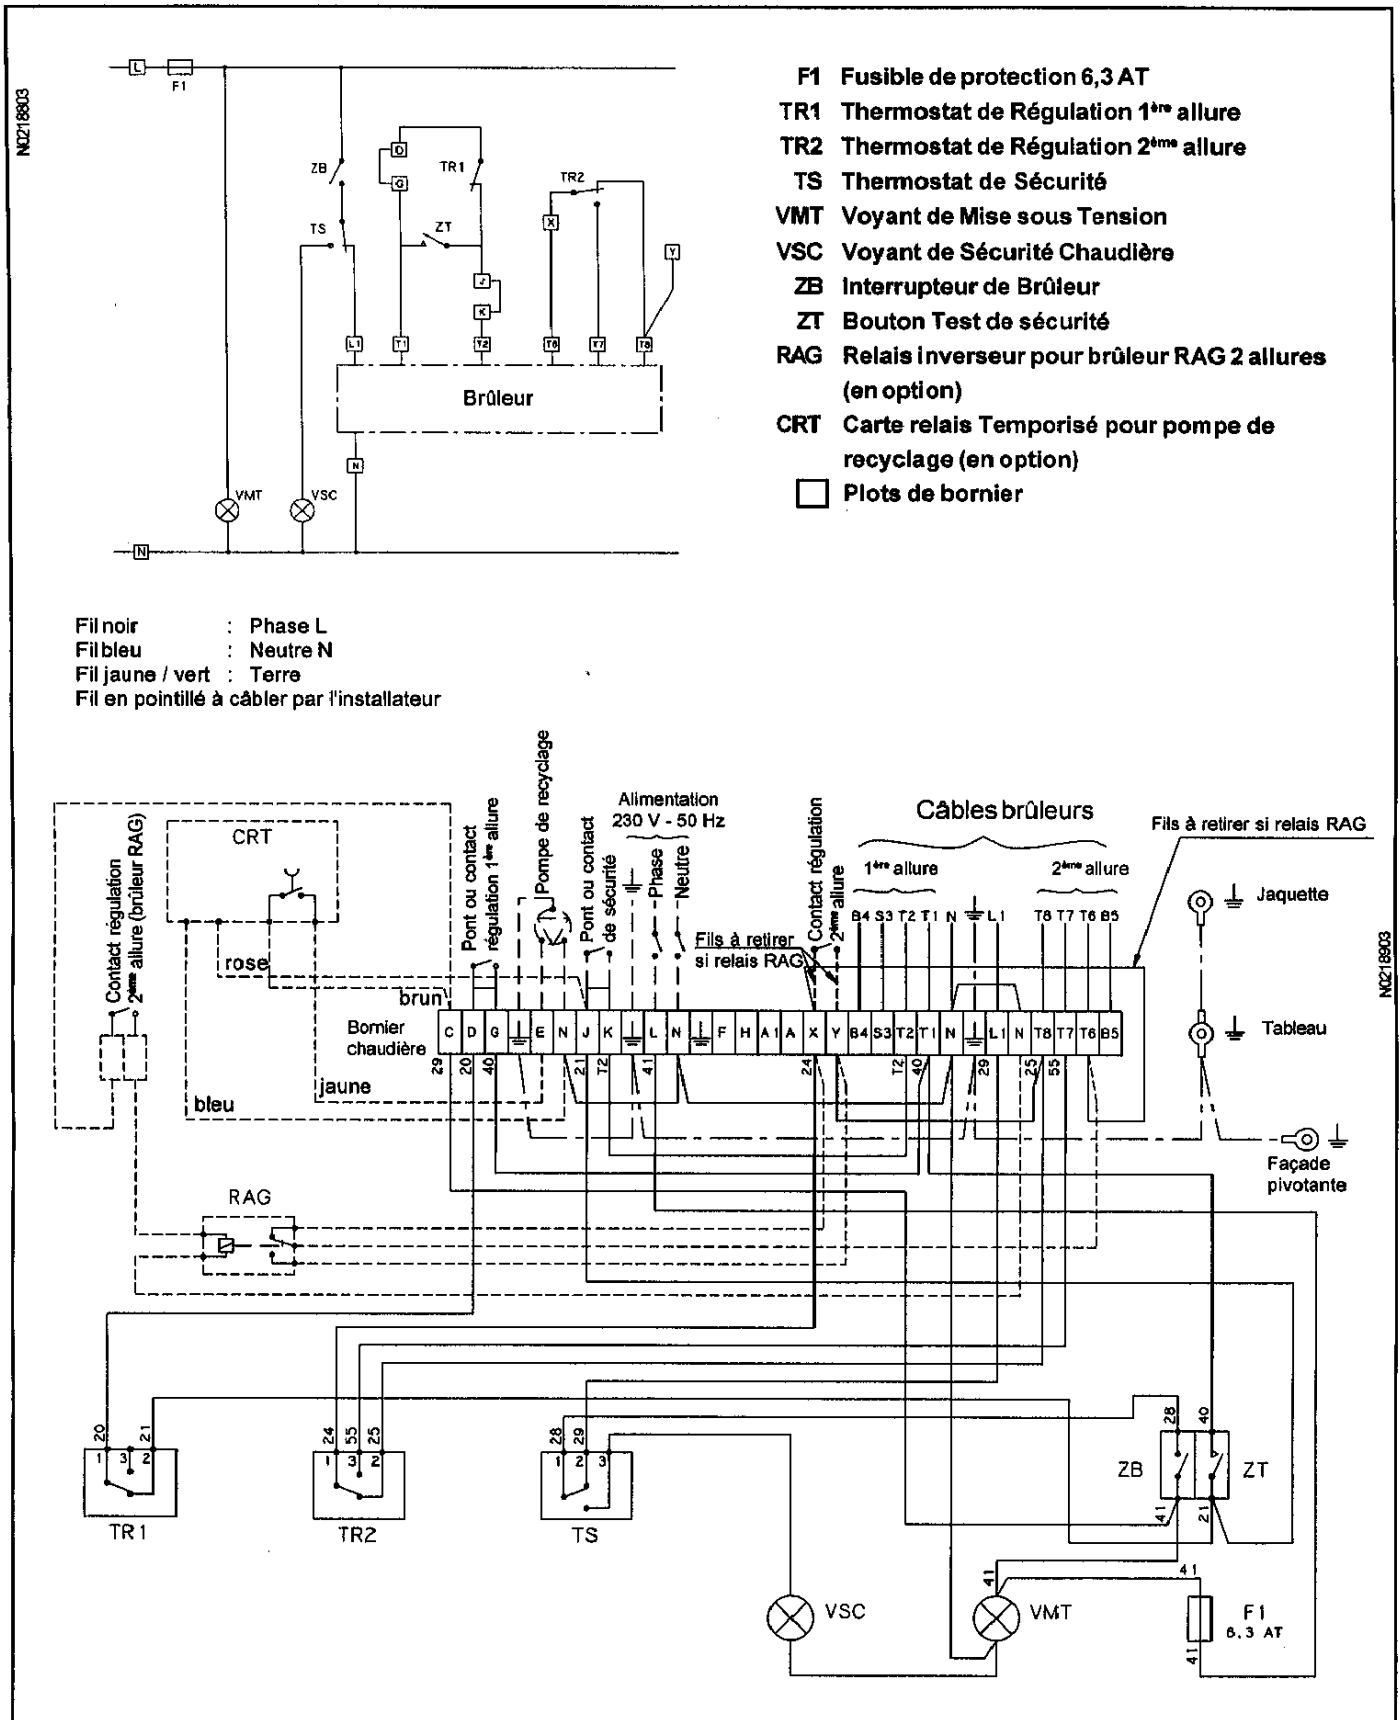 N0218803
L
F1
ZB
D
TR1
G
TR2
X
TS
ZT
Y
J
K
L1
T1
T2
T6
T7
T8
Brûleur
N
VMT
VSC
N
F1 Fusible de protection 6,3 AT
TR1 Thermostat de Régulation 1ère allure
TR2 Thermostat de Régulation 2ème allure
TS Thermostat de Sécurité
VMT Voyant de Mise sous Tension
VSC Voyant de Sécurité Chaudière
ZB Interrupteur de Brûleur
ZT Bouton Test de sécurité
RAG Relais inverseur pour brûleur RAG 2 allures
(en option)
CRT Carte relais Temporisé pour pompe de
recyclage (en option)
Plots de bornier
Fil noir : Phase L
Fil bleu : Neutre N
Fil jaune / vert : Terre
Fil en pointillé à câbler par l'installateur
Contact régulation
2ème allure (brûleur RAG)
CRT
Pont ou contact
régulation 1ère allure
Pompe de recyclage
Pont ou contact
de sécurité
Alimentation
230 V - 50 Hz
Phase
Neutre
Contact régulation
2ème allure
Câbles brûleurs
1ère allure
2ème allure
Fils à retirer si relais RAG
B4 S3 T2 T1 N L1 T8 T7 T6 B5
Jaquette
N0218903
Fils à retirer
si relais RAG
rose
brun
Bornier
chaudière
C D G E N J K L N F H A1 A X Y B4 S3 T2 T1 N L1 N T8 T7 T6 B5
Tableau
29 20 40 21 T2 41 24 T2 40 29 25 55
jaune
bleu
Façade
pivotante
RAG
20 21
1 3 2
TR1
24 55 25
1 3 2
TR2
28 29
1 2 3
TS
28 40
ZB
ZT
41 21
41
41
VSC
VMT
F1
6.3 AT
41